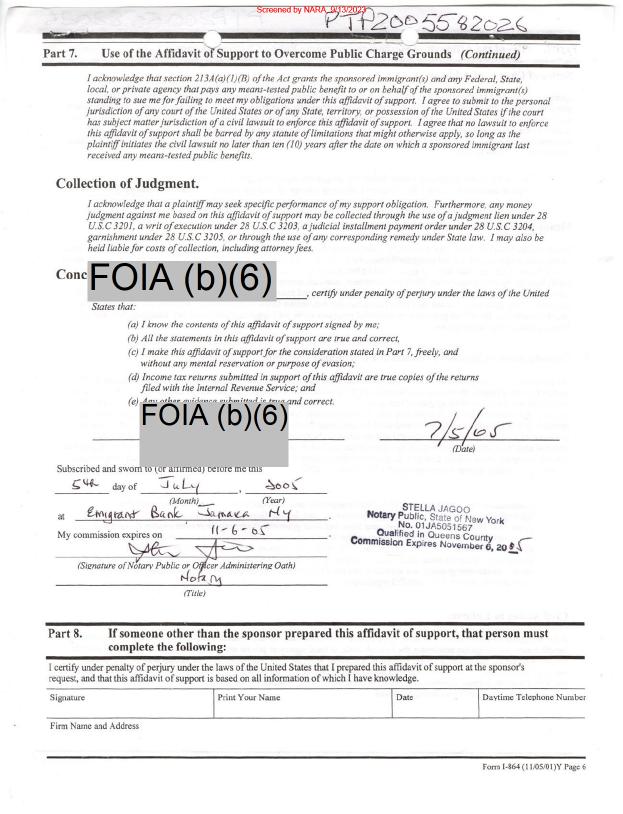 Screened by NARA, 9/13/2023
PTP2005582026
Part 7. Use of the Affidavit of Support to Overcome Public Charge Grounds (Continued)
I acknowledge that section 213A(a)(1)(B) of the Act grants the sponsored immigrant(s) and any Federal, State,
local, or private agency that pays any means-tested public benefit to or on behalf of the sponsored immigrant(s)
standing to sue me for failing to meet my obligations under this affidavit of support. I agree to submit to the personal
jurisdiction of any court of the United States or of any State, territory, or possession of the United States if the court
has subject matter jurisdiction of a civil lawsuit to enforce this affidavit of support. I agree that no lawsuit to enforce
this affidavit of support shall be barred by any statute of limitations that might otherwise apply, so long as the
plaintiff initiates the civil lawsuit no later than ten (10) years after the date on which a sponsored immigrant last
received any means-tested public benefits.
Collection of Judgment.
I acknowledge that a plaintiff may seek specific performance of my support obligation. Furthermore, any money
judgment against me based on this affidavit of support may be collected through the use of a judgment lien under 28
U.S.C 3201, a writ of execution under 28 U.S.C 3203, a judicial installment payment order under 28 U.S.C 3204,
garnishment under 28 U.S.C 3205, or through the use of any corresponding remedy under State law. I may also be
held liable for costs of collection, including attorney fees.
Conc FOIA (b)(6)
, certify under penalty of perjury under the laws of the United
States that:
(a) I know the contents of this affidavit of support signed by me;
(b) All the statements in this affidavit of support are true and correct,
(c) I make this affidavit of support for the consideration stated in Part 7, freely, and
without any mental reservation or purpose of evasion;
(d) Income tax returns submitted in support of this affidavit are true copies of the returns
filed with the Internal Revenue Service; and
(e) Any other evidence submitted is true and correct.
FOIA (b)(6)
7/5/05
(Date)
Subscribed and sworn to (or affirmed) before me this
5th day of July, 2005
(Month) (Year)
at Emigrant Bank Jamaica NY.
My commission expires on 11-6-05.
(Signature of Notary Public or Officer Administering Oath)
Notary
(Title)
STELLA JAGOO
Notary Public, State of New York
No. 01JA5051567
Qualified in Queens County
Commission Expires November 6, 2005
Part 8. If someone other than the sponsor prepared this affidavit of support, that person must
complete the following:
I certify under penalty of perjury under the laws of the United States that I prepared this affidavit of support at the sponsor's
request, and that this affidavit of support is based on all information of which I have knowledge.
Signature Print Your Name Date Daytime Telephone Number
Firm Name and Address
Form I-864 (11/05/01)Y Page 6